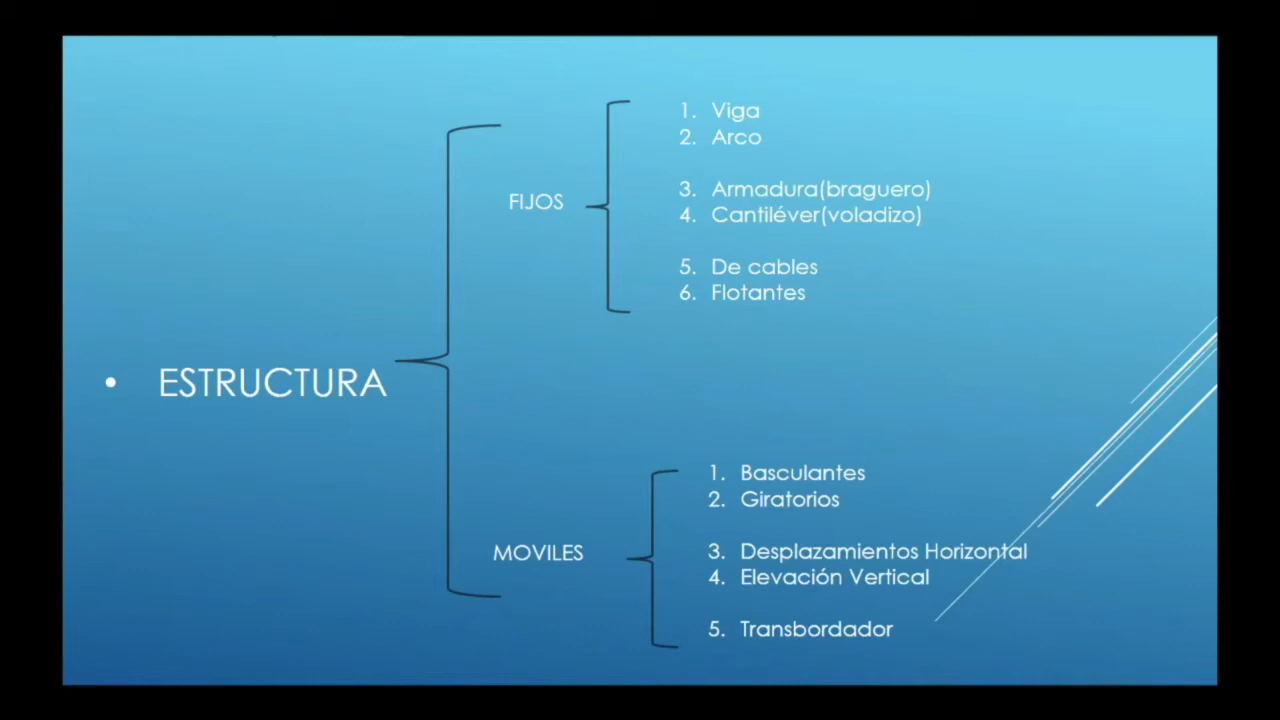 • ESTRUCTURA
FIJOS
1. Viga
2. Arco
3. Armadura(braguero)
4. Cantiléver(voladizo)
5. De cables
6. Flotantes
MOVILES
1. Basculantes
2. Giratorios
3. Desplazamientos Horizontal
4. Elevación Vertical
5. Transbordador